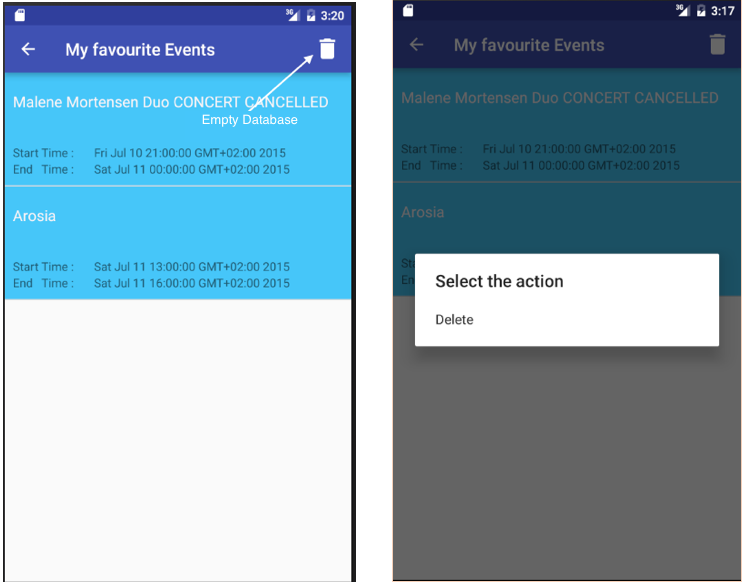 3G 3:20
My favourite Events
Malene Mortensen Duo CONCERT CANCELLED
Empty Database
Start Time : Fri Jul 10 21:00:00 GMT+02:00 2015
End Time : Sat Jul 11 00:00:00 GMT+02:00 2015
Arosia
Start Time : Sat Jul 11 13:00:00 GMT+02:00 2015
End Time : Sat Jul 11 16:00:00 GMT+02:00 2015
3G 3:17
My favourite Events
Malene Mortensen Duo CONCERT CANCELLED
Start Time : Fri Jul 10 21:00:00 GMT+02:00 2015
End Time : Sat Jul 11 00:00:00 GMT+02:00 2015
Arosia
Select the action
Delete